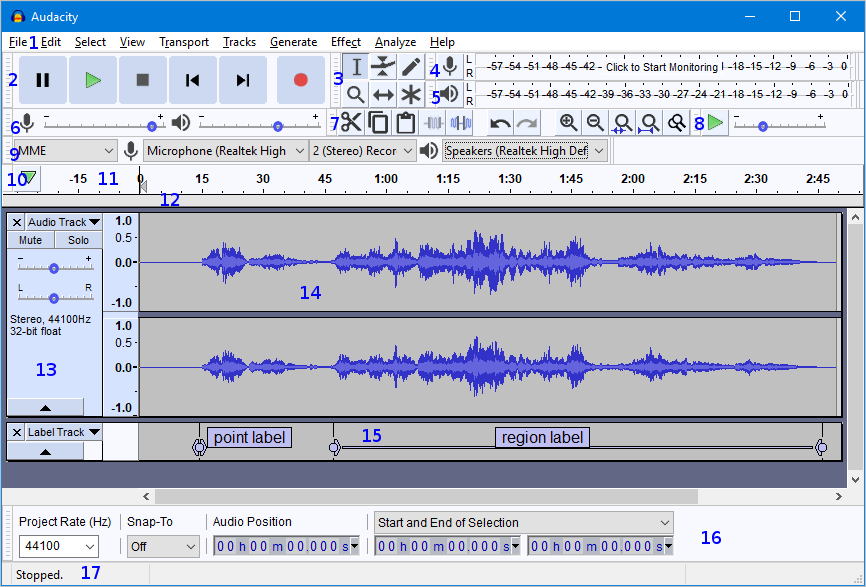 Audacity
File 1 Edit Select View Transport Tracks Generate Effect Analyze Help
2 3 4 L R -57 -54 -51 -48 -45 -42 - Click to Start Monitoring -18 -15 -12 -9 -6 -3 0
5 L R -57 -54 -51 -48 -45 -42 -39 -36 -33 -30 -27 -24 -21 -18 -15 -12 -9 -6 -3 0
6 - + - + 7 8 - +
9 MME Microphone (Realtek High 2 (Stereo) Recor Speakers (Realtek High Def
10 -15 11 0 15 30 45 1:00 1:15 1:30 1:45 2:00 2:15 2:30 2:45
12
Audio Track 1.0
Mute Solo 0.5-
- + 0.0-
L R
14
-1.0
Stereo, 44100Hz 1.0
32-bit float
0.5-
13 0.0-
-1.0
Label Track point label 15 region label
Project Rate (Hz) Snap-To Audio Position Start and End of Selection
16
44100 Off 00 h 00 m 00.000 s 00 h 00 m 00.000 s 00 h 00 m 00.000 s
Stopped. 17